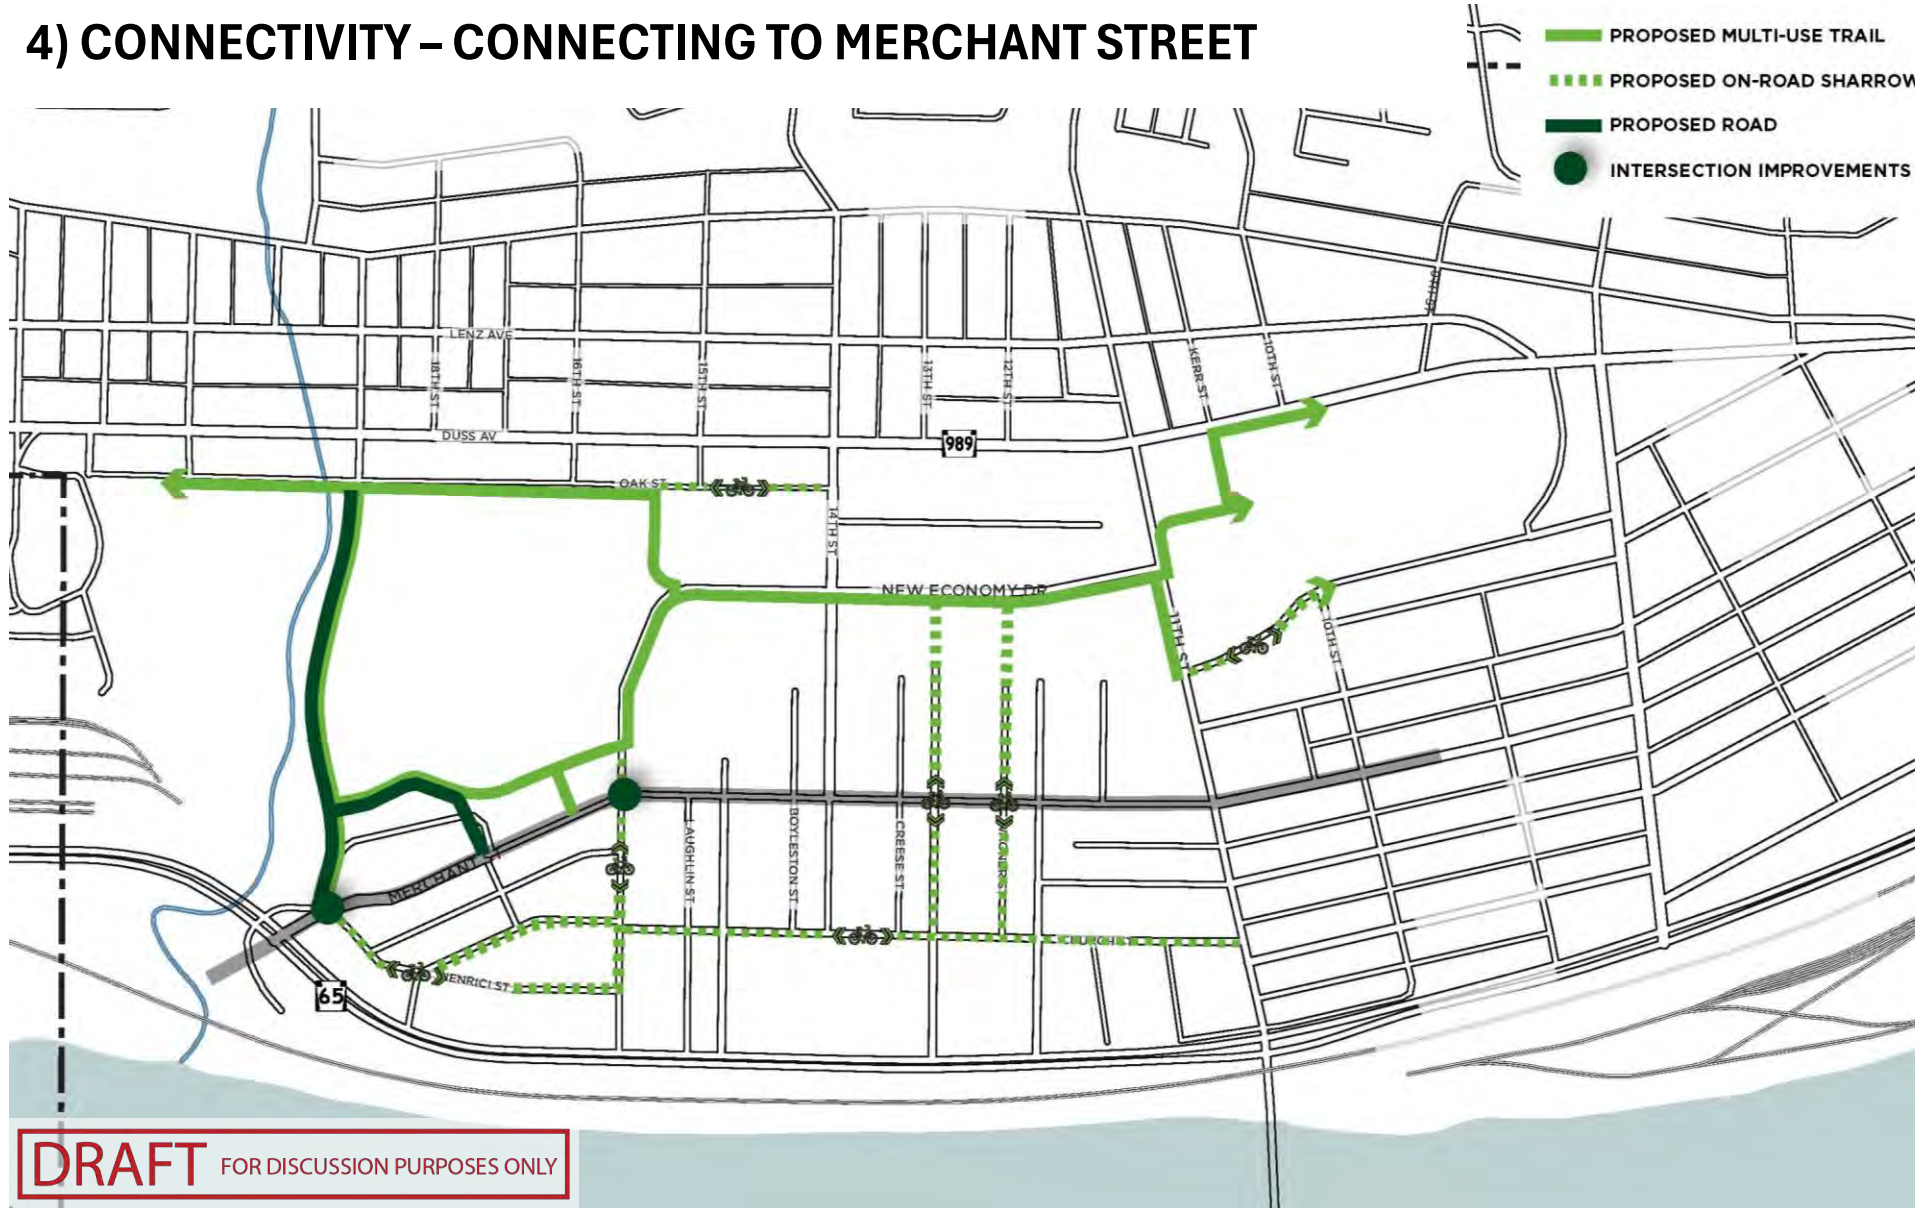 4) CONNECTIVITY – CONNECTING TO MERCHANT STREET
PROPOSED MULTI-USE TRAIL
PROPOSED ON-ROAD SHARROW
PROPOSED ROAD
INTERSECTION IMPROVEMENTS
LENZ AVE
18TH ST
16TH ST
15TH ST
13TH ST
12TH ST
KERR ST
10TH ST
DUSS AV
989
OAK ST
14TH ST
NEW ECONOMY DR
11TH ST
10TH ST
MERCHANT
LAUGHLIN ST
BOYLESTON ST
CREESE ST
CHURCH ST
HENRICI ST
65
DRAFT FOR DISCUSSION PURPOSES ONLY